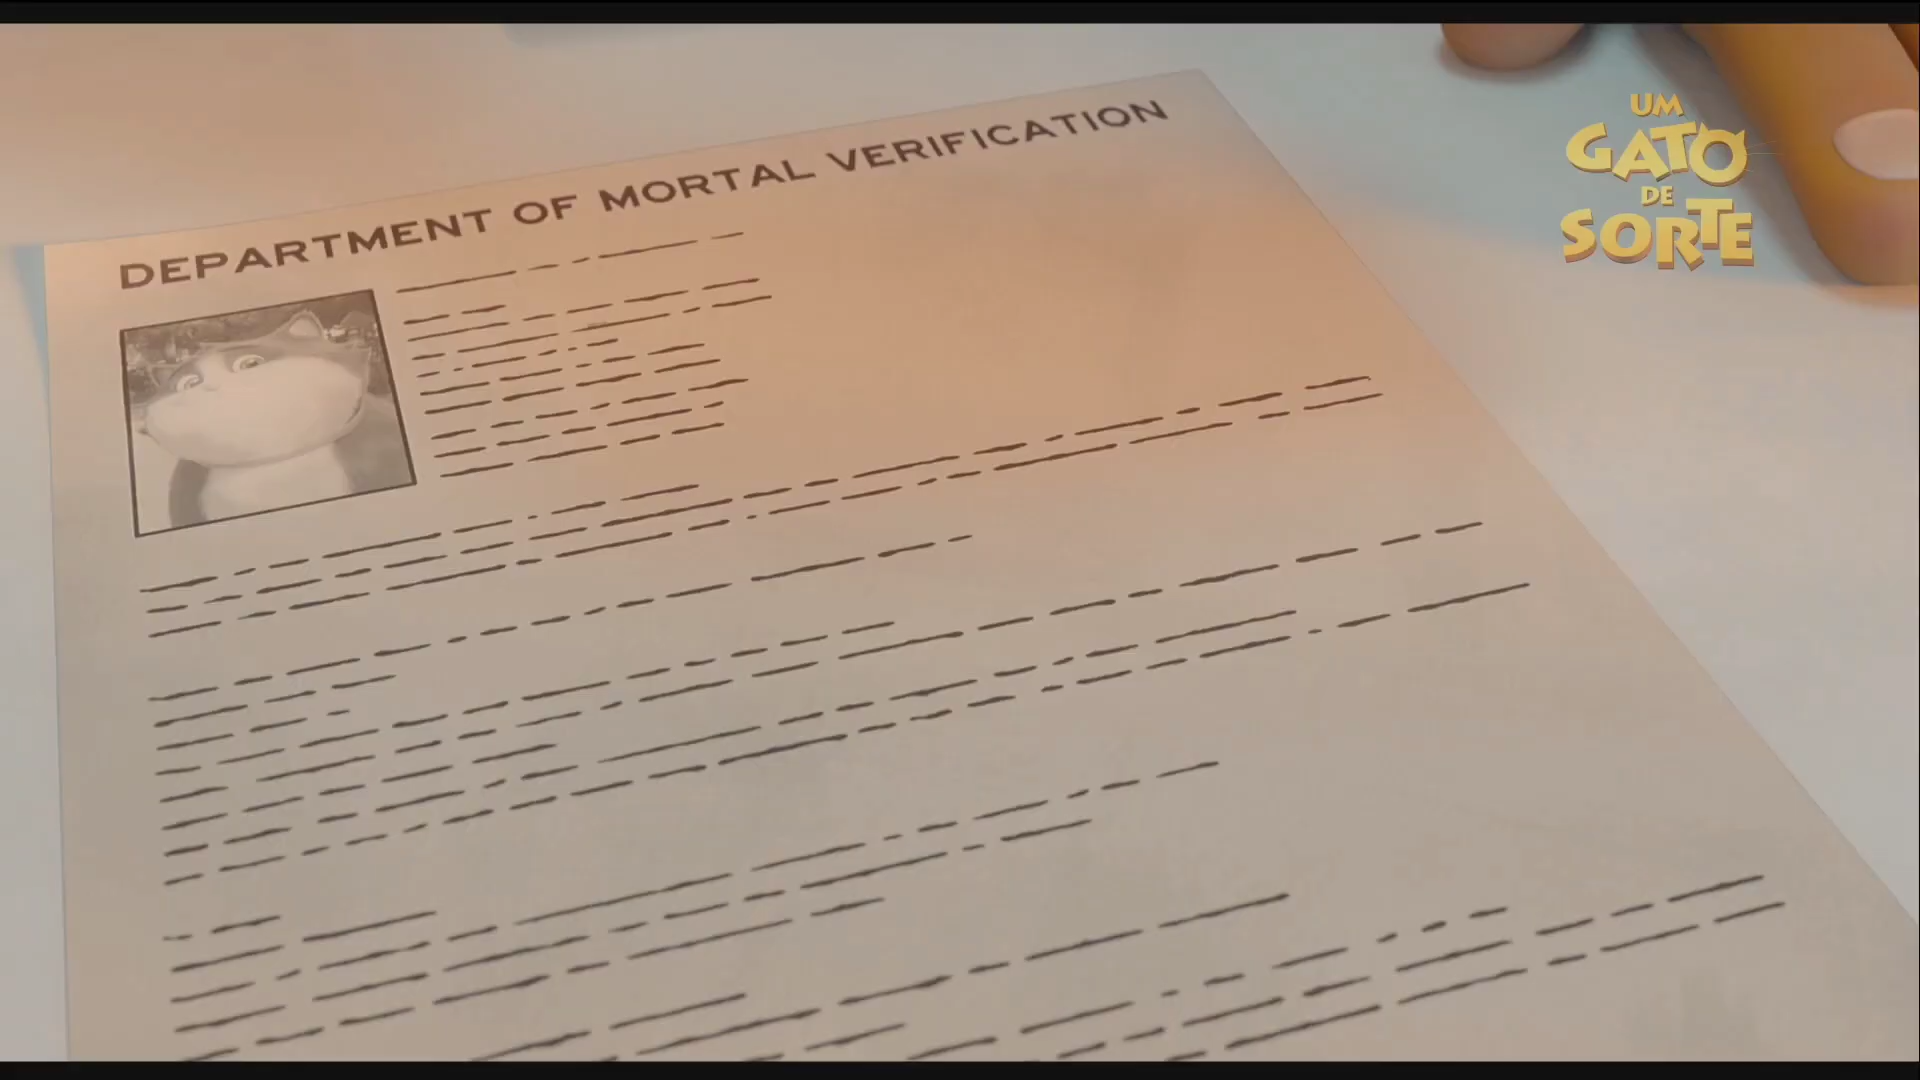 DEPARTMENT OF MORTAL VERIFICATION
UM
GATO
DE
SORTE